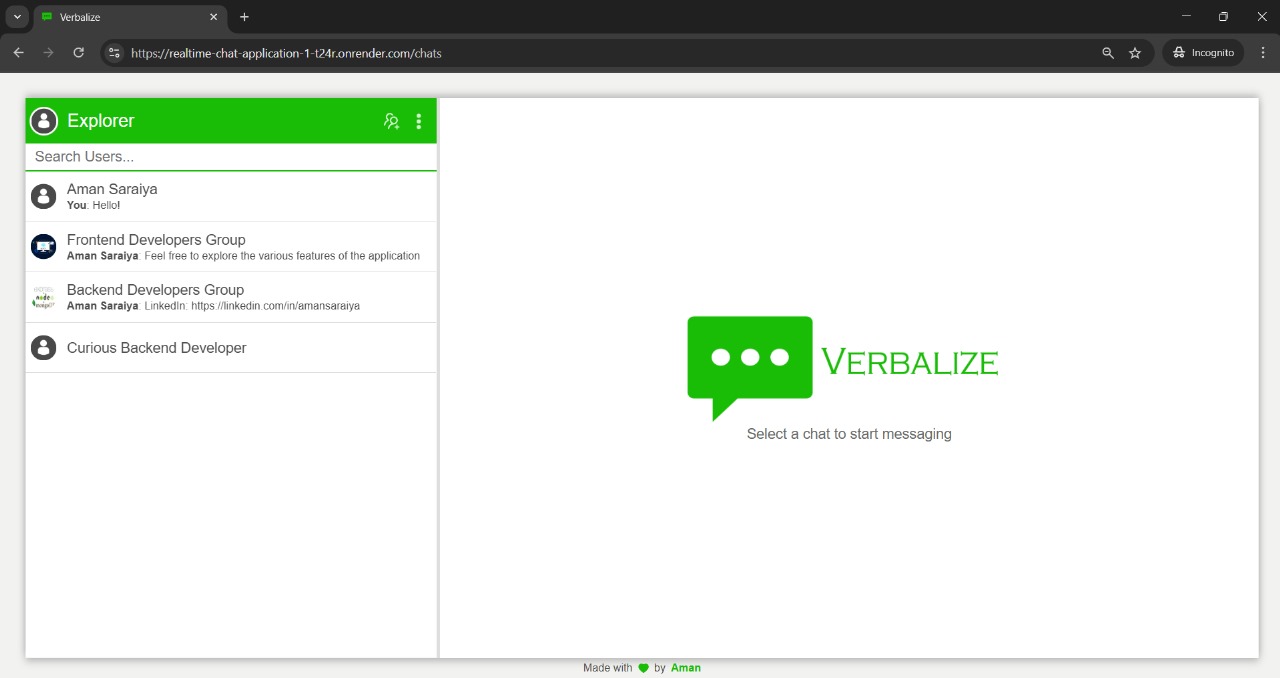 Verbalize
https://realtime-chat-application-1-t24r.onrender.com/chats
Incognito
Explorer
Search Users...
Aman Saraiya
You: Hello!
Frontend Developers Group
Aman Saraiya: Feel free to explore the various features of the application
Backend Developers Group
Aman Saraiya: LinkedIn: https://linkedin.com/in/amansaraiya
Curious Backend Developer
VERBALIZE
Select a chat to start messaging
Made with by Aman